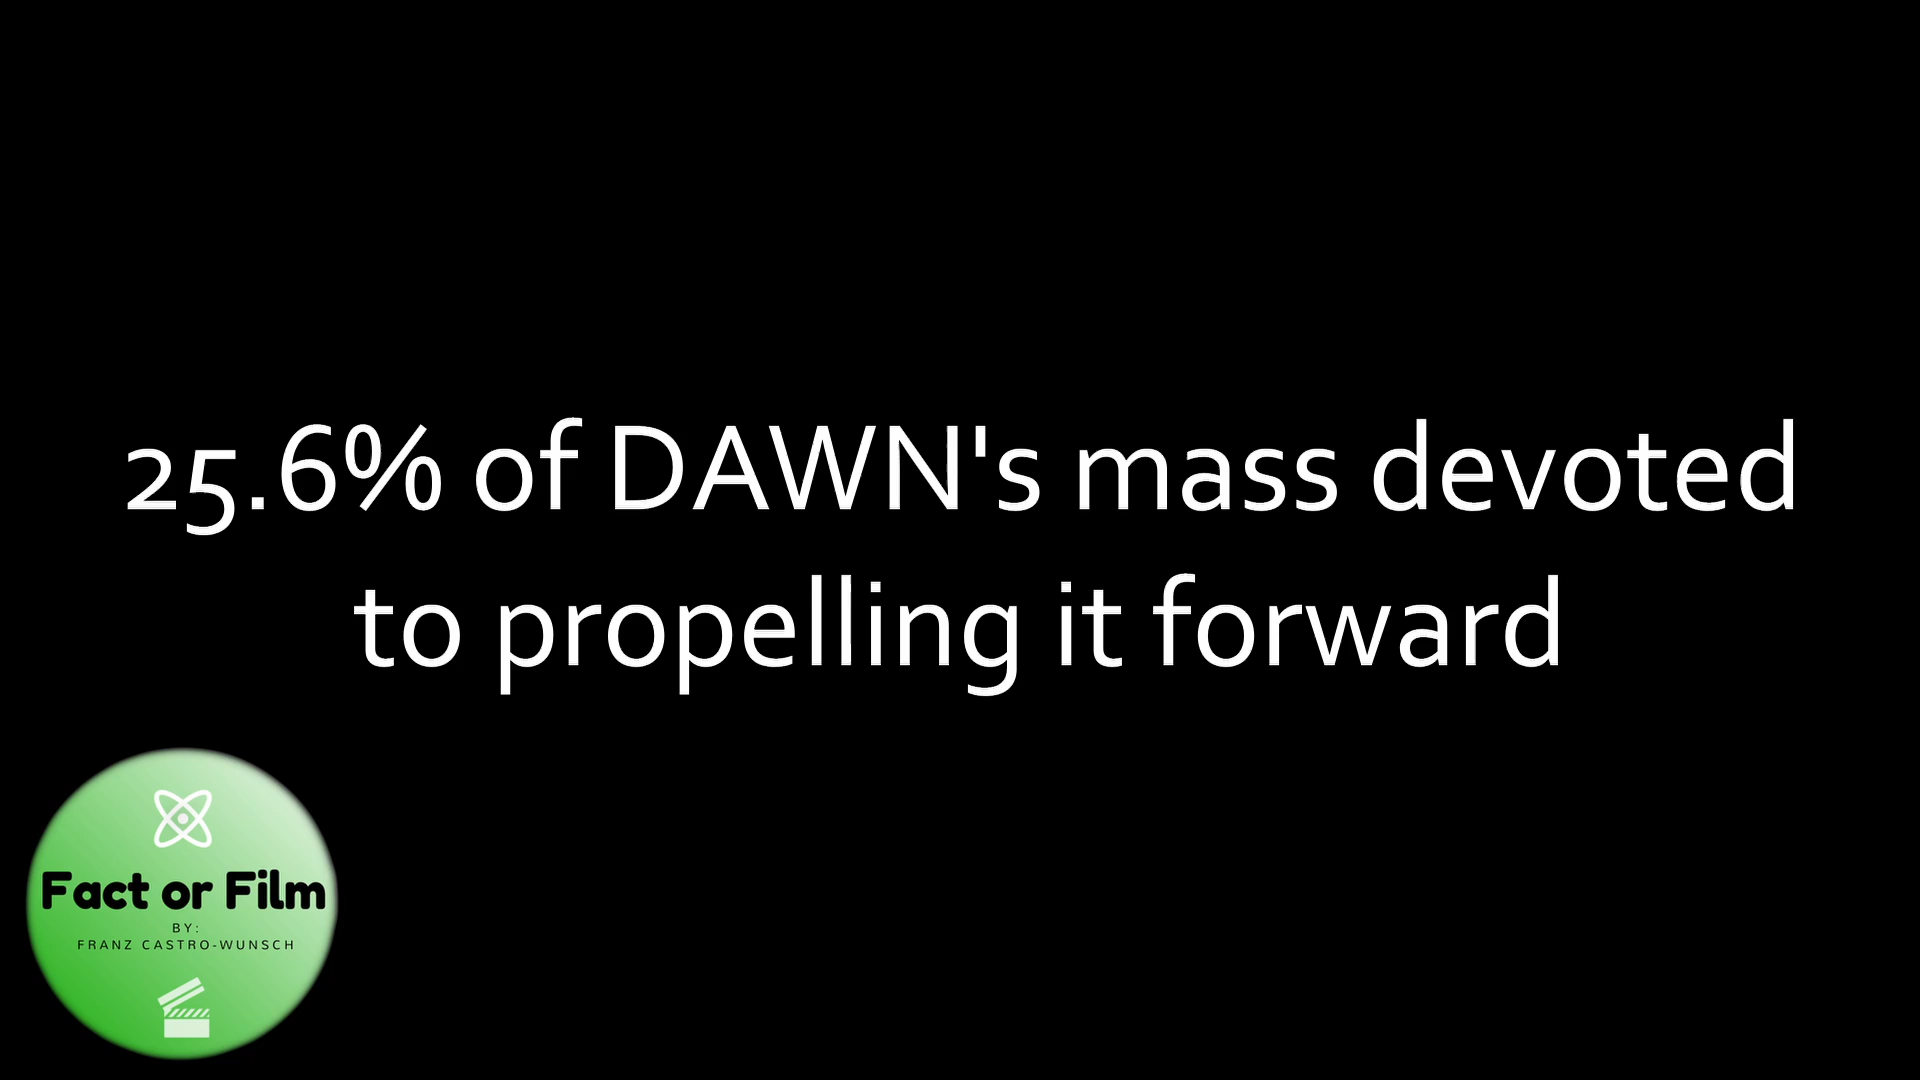 25.6% of DAWN's mass devoted
to propelling it forward
Fact or Film
BY:
FRANZ CASTRO-WUNSCH